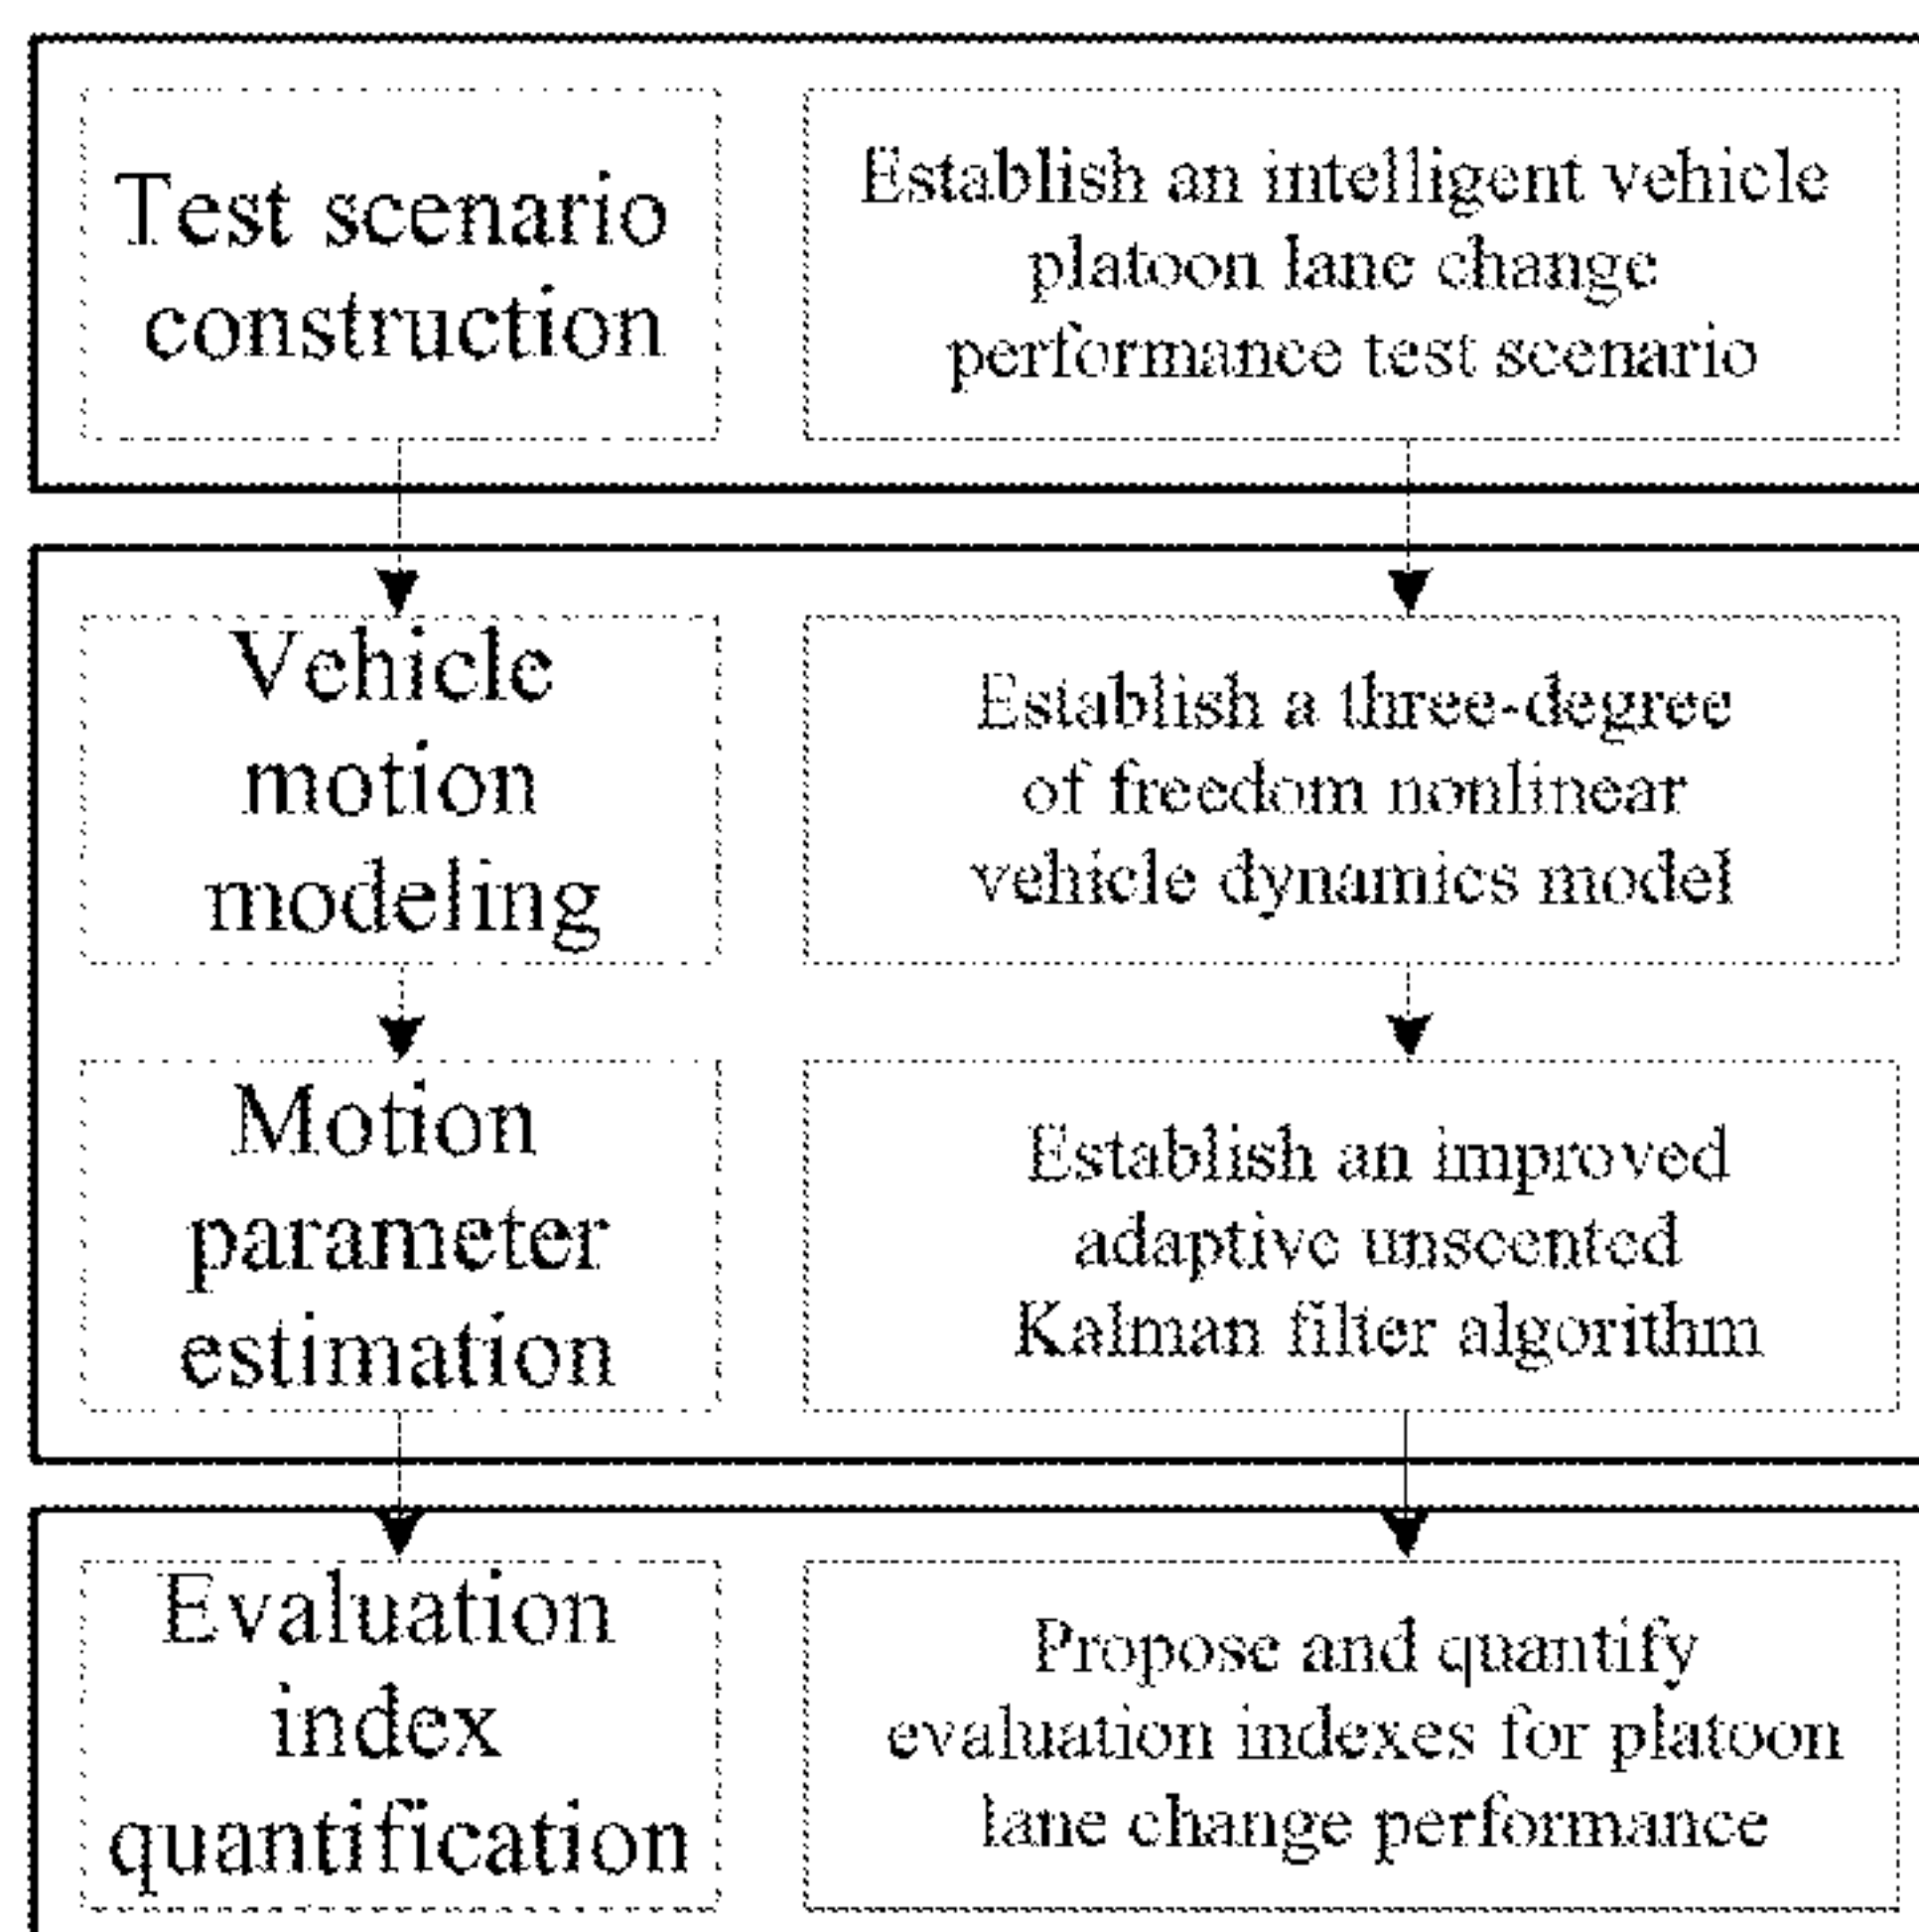 Test scenario
construction
Establish an intelligent vehicle
platoon lane change
performance test scenario
Vehicle
motion
modeling
Establish a three-degree
of freedom nonlinear
vehicle dynamics model
Motion
parameter
estimation
Establish an improved
adaptive unscented
Kalman filter algorithm
Evaluation
index
quantification
Propose and quantify
evaluation indexes for platoon
lane change performance